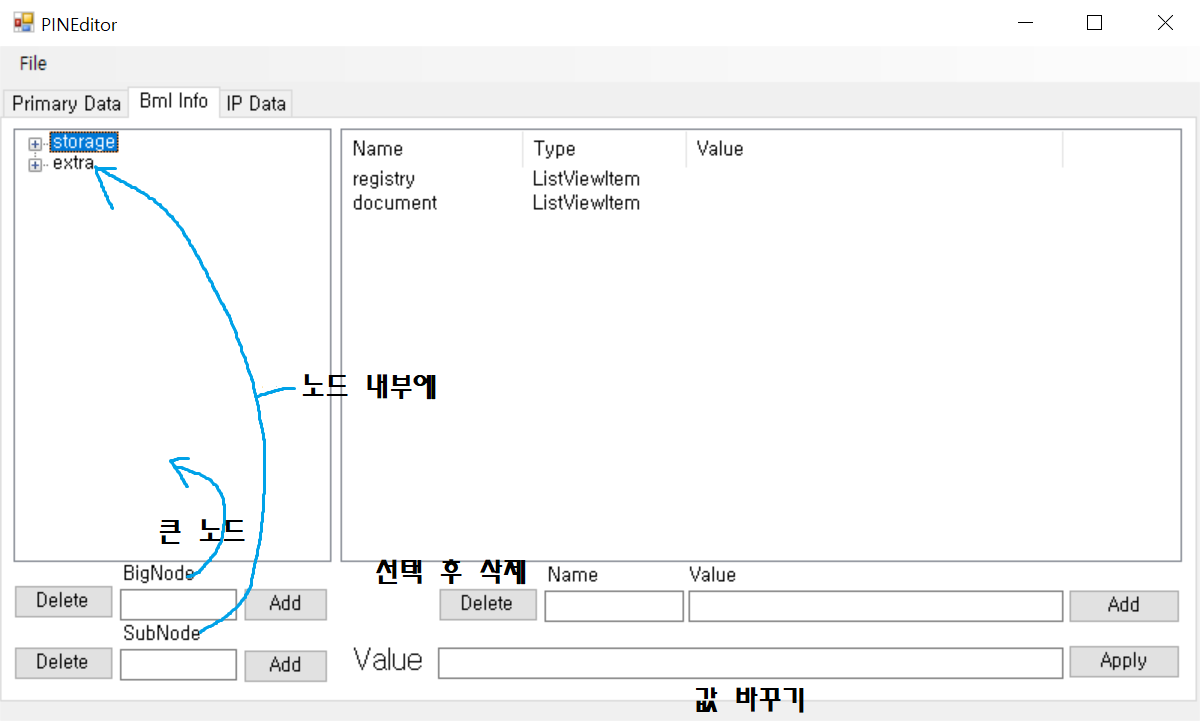 PINEditor
File
Primary Data Bml Info IP Data
storage
extra
Name Type Value
registry ListViewItem
document ListViewItem
노드 내부에
큰 노드
선택 후 삭제
BigNode
Delete Add
SubNode
Delete Add
Name Value
Delete Add
Value Apply
값 바꾸기